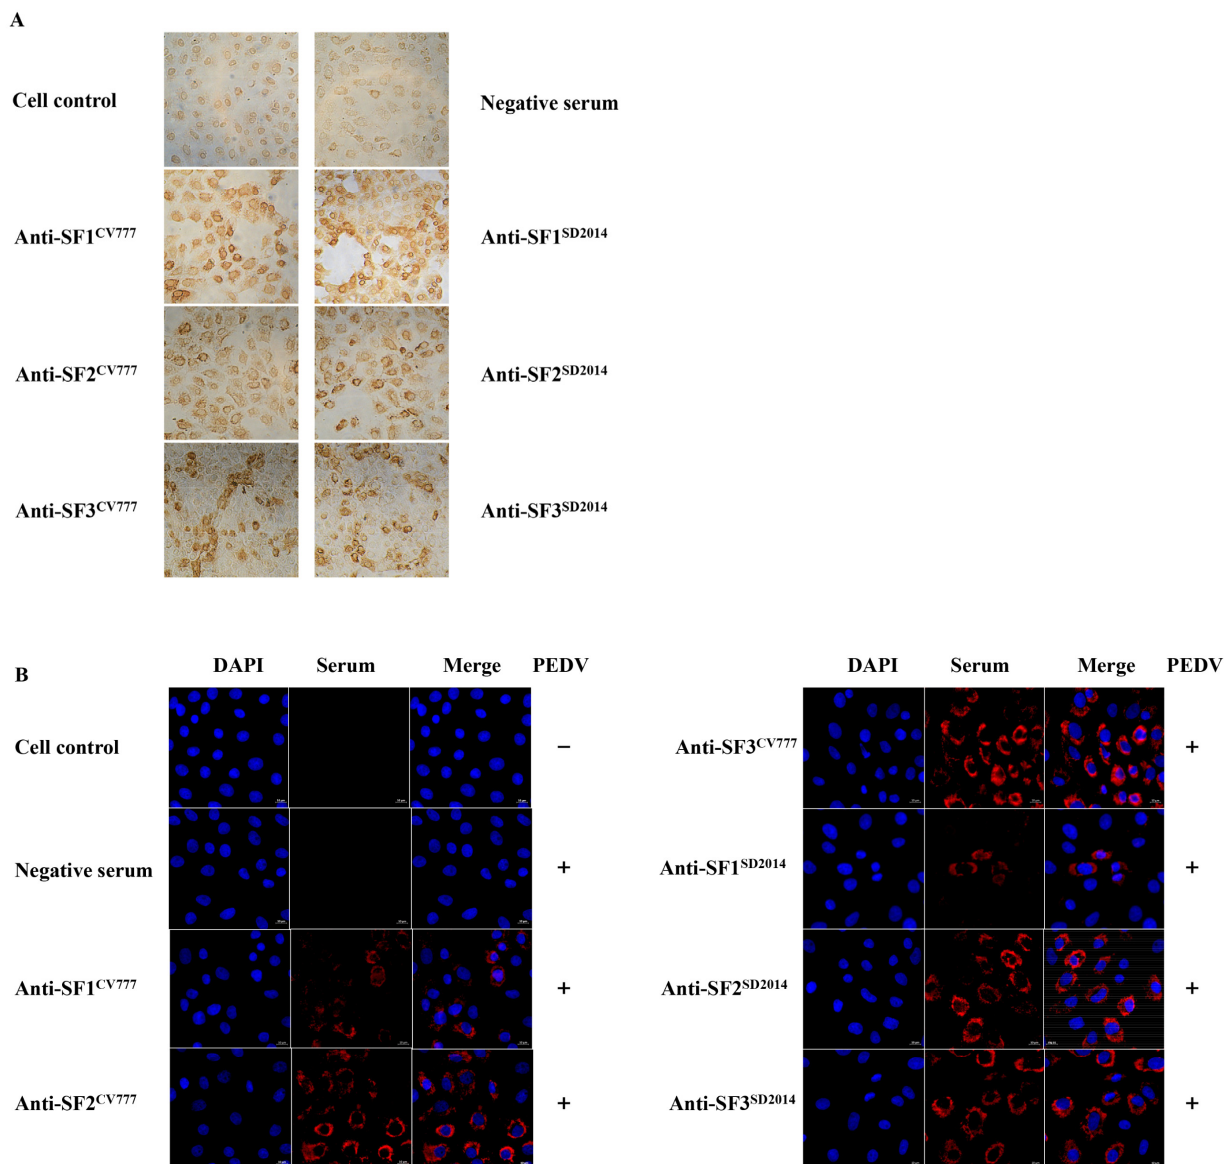 A
Cell control
Negative serum
Anti-SF1CV777
Anti-SF1SD2014
Anti-SF2CV777
Anti-SF2SD2014
Anti-SF3CV777
Anti-SF3SD2014
B
DAPI Serum Merge PEDV
Cell control −
Negative serum +
Anti-SF1CV777 +
Anti-SF2CV777 +
DAPI Serum Merge PEDV
Anti-SF3CV777 +
Anti-SF1SD2014 +
Anti-SF2SD2014 +
Anti-SF3SD2014 +